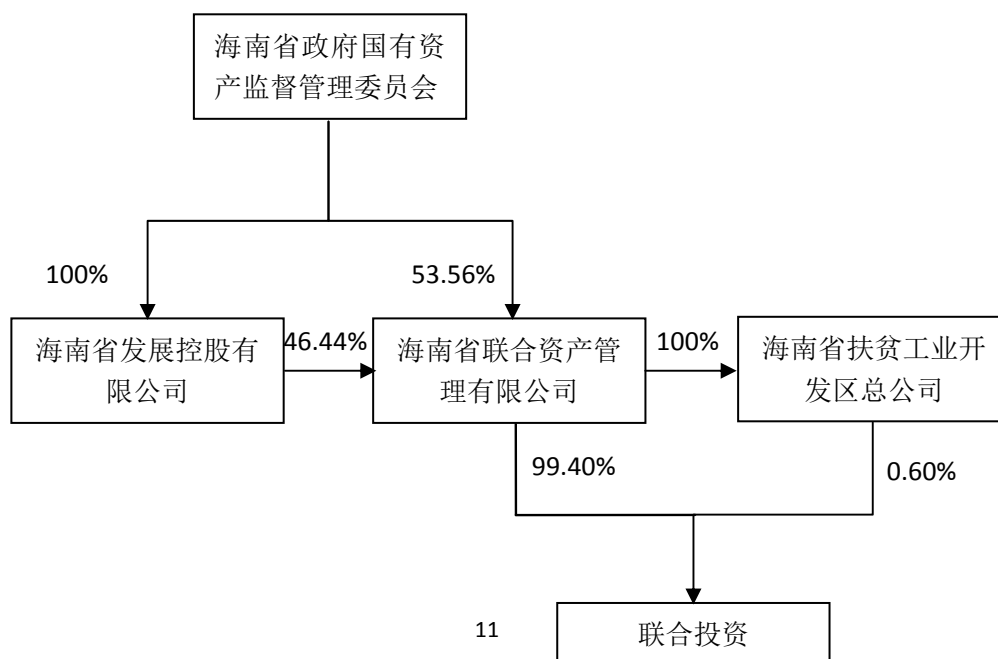 海南省政府国有资
产监督管理委员会
100%
53.56%
海南省发展控股有
限公司
46.44%
海南省联合资产管
理有限公司
100%
海南省扶贫工业开
发区总公司
99.40%
0.60%
11
联合投资